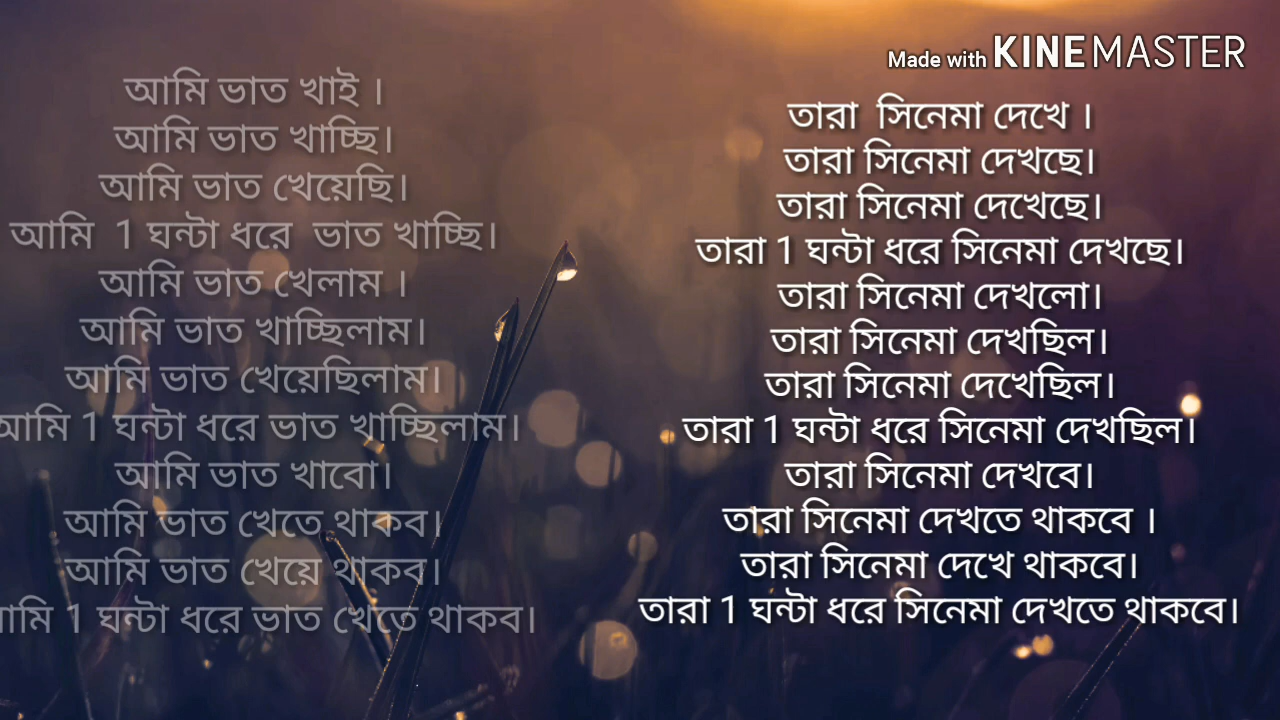 Made with KINEMASTER
আমি ভাত খাই ।
আমি ভাত খাচ্ছি।
আমি ভাত খেয়েছি।
আমি 1 ঘন্টা ধরে ভাত খাচ্ছি।
আমি ভাত খেলাম ।
আমি ভাত খাচ্ছিলাম।
আমি ভাত খেয়েছিলাম।
আমি 1 ঘন্টা ধরে ভাত খাচ্ছিলাম।
আমি ভাত খাবো।
আমি ভাত খেতে থাকব।
আমি ভাত খেয়ে থাকব।
আমি 1 ঘন্টা ধরে ভাত খেতে থাকব।
তারা সিনেমা দেখে ।
তারা সিনেমা দেখছে।
তারা সিনেমা দেখেছে।
তারা 1 ঘন্টা ধরে সিনেমা দেখছে।
তারা সিনেমা দেখলো।
তারা সিনেমা দেখছিল।
তারা সিনেমা দেখেছিল।
তারা 1 ঘন্টা ধরে সিনেমা দেখছিল।
তারা সিনেমা দেখবে।
তারা সিনেমা দেখতে থাকবে ।
তারা সিনেমা দেখে থাকবে।
তারা 1 ঘন্টা ধরে সিনেমা দেখতে থাকবে।